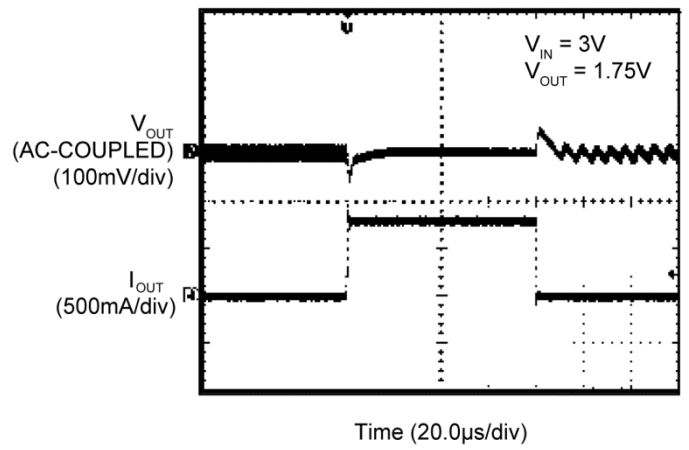 V_IN = 3V
V_OUT = 1.75V
V_OUT
(AC-COUPLED)
(100mV/div)
I_OUT
(500mA/div)
Time (20.0µs/div)